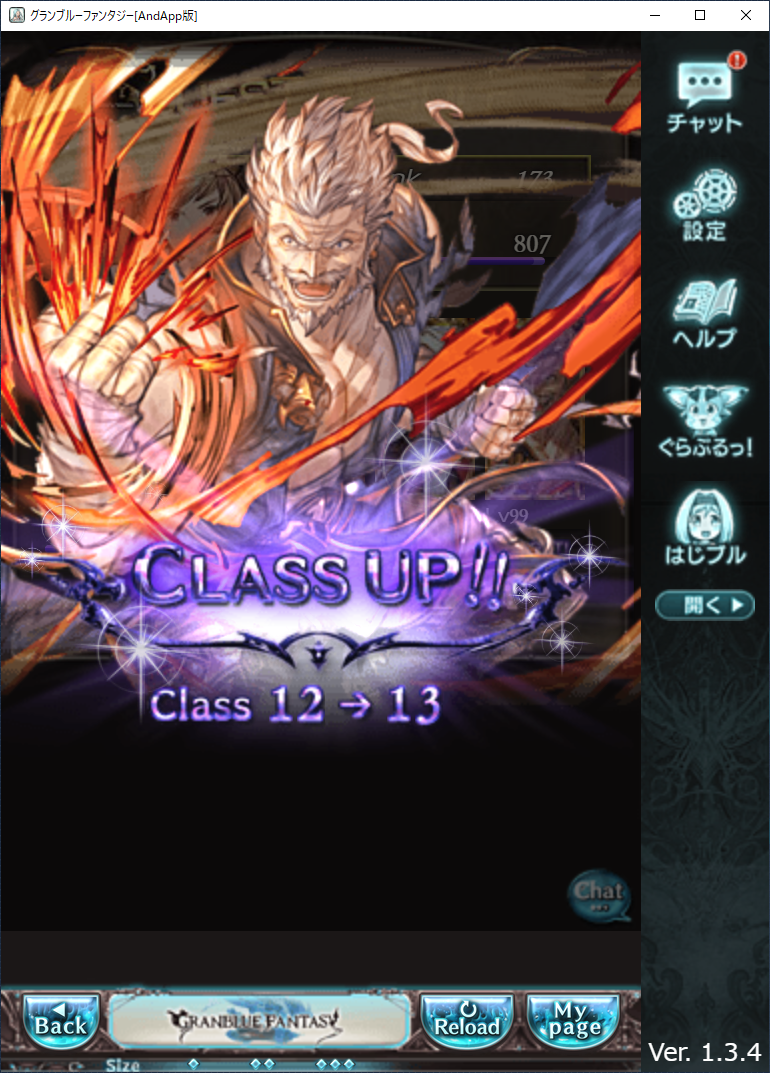 グランブルーファンタジー[AndApp版]
チャット
173
設定
807
ヘルプ
ぐらぶるっ!
Lv99
はじブル
CLASS UP!!
開く
Class 12→13
Chat
Back
GRANBLUE FANTASY
Reload
My page
Size
Ver. 1.3.4